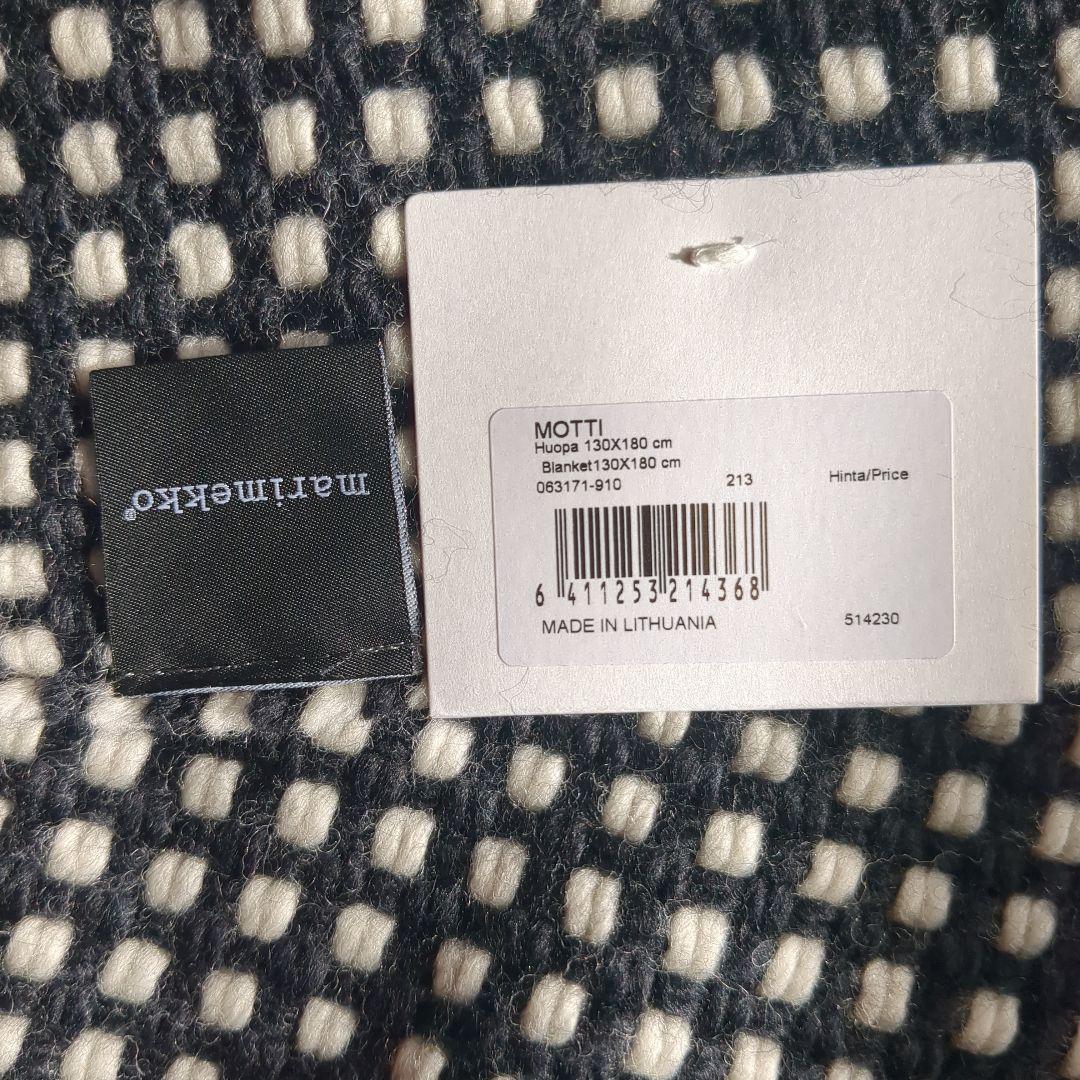 marimekko®
MOTTI
Huopa 130X180 cm
Blanket130X180 cm
063171-910 213 Hinta/Price
6 411253 214368
MADE IN LITHUANIA 514230